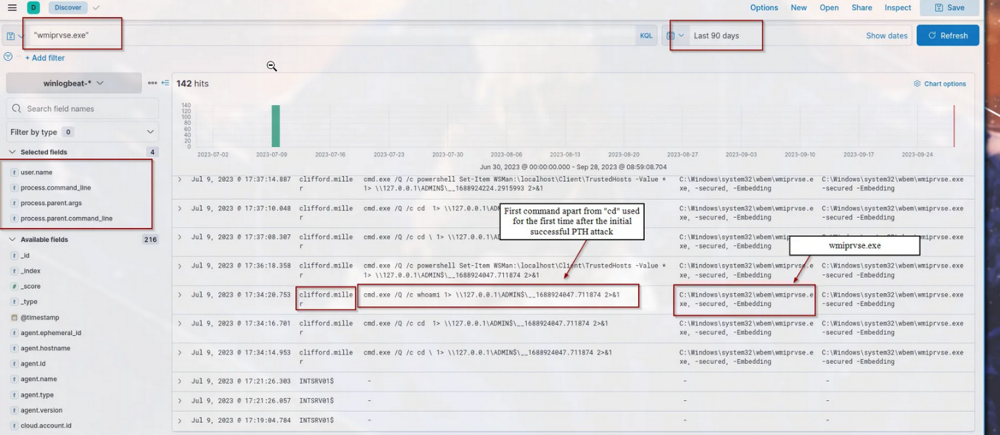 D Discover Options New Open Share Inspect Save
"wmiprvse.exe" KQL Last 90 days Show dates Refresh
+ Add filter
winlogbeat-*
142 hits
Chart options
Search field names
Filter by type 0
Selected fields 4
user.name
process.command_line
process.parent.args
process.parent.command_line
Available fields 216
_id
_index
_score
_type
@timestamp
agent.ephemeral_id
agent.hostname
agent.id
agent.name
agent.type
agent.version
cloud.account.id
140
120
100
80
60
40
20
0
2023-07-02 2023-07-09 2023-07-16 2023-07-23 2023-07-30 2023-08-06 2023-08-13 2023-08-20 2023-08-27 2023-09-03 2023-09-10 2023-09-17 2023-09-24
Jun 30, 2023 @ 00:00:00.000 - Sep 28, 2023 @ 08:59:08.704
Jul 9, 2023 @ 17:37:14.887 clifford.mille cmd.exe /Q /c powershell Set-Item WSMan:\localhost\Client\TrustedHosts -Value * C:\Windows\system32\wbem\wmiprvse.e C:\Windows\system32\wbem\wmiprvse.exe
r 1> \\127.0.0.1\ADMIN$\__1688924224.2915993 2>&1 xe, -secured, -Embedding -secured -Embedding
Jul 9, 2023 @ 17:37:10.048 clifford.mille cmd.exe /Q /c cd 1> \\127.0.0.1\ADM C:\Windows\system32\wbem\wmiprvse.e C:\Windows\system32\wbem\wmiprvse.exe
r xe, -secured, -Embedding -secured -Embedding
First command apart from "cd" used
for the first time after the initial
successful PTH attack
Jul 9, 2023 @ 17:37:08.307 clifford.mille cmd.exe /Q /c cd \ 1> \\127.0.0.1\A C:\Windows\system32\wbem\wmip
r xe, -secured, -Embedding
wmiprvse.exe
Jul 9, 2023 @ 17:36:18.358 clifford.mille cmd.exe /Q /c powershell Set-Item WSMan:\localhost\Client\TrustedHosts -Value * C:\Windows\system32\wbem\wmiprvse.e C:\Windows\system32\wbem\wmiprvse.exe
r 1> \\127.0.0.1\ADMIN$\__1688924047.711874 2>&1 xe, -secured, -Embedding -secured -Embedding
Jul 9, 2023 @ 17:34:20.753 clifford.mille cmd.exe /Q /c whoami 1> \\127.0.0.1\ADMIN$\__1688924047.711874 2>&1 C:\Windows\system32\wbem\wmiprvse.e C:\Windows\system32\wbem\wmiprvse.exe
r xe, -secured, -Embedding -secured -Embedding
Jul 9, 2023 @ 17:34:16.701 clifford.mille cmd.exe /Q /c cd 1> \\127.0.0.1\ADMIN$\__1688924047.711874 2>&1 C:\Windows\system32\wbem\wmiprvse.e C:\Windows\system32\wbem\wmiprvse.exe
r xe, -secured, -Embedding -secured -Embedding
Jul 9, 2023 @ 17:34:14.953 clifford.mille cmd.exe /Q /c cd \ 1> \\127.0.0.1\ADMIN$\__1688924047.711874 2>&1 C:\Windows\system32\wbem\wmiprvse.e C:\Windows\system32\wbem\wmiprvse.exe
r xe, -secured, -Embedding -secured -Embedding
Jul 9, 2023 @ 17:21:26.303 INTSRV01$ - - -
Jul 9, 2023 @ 17:21:26.057 INTSRV01$ - - -
Jul 9, 2023 @ 17:19:04.784 INTSRV01$ - - -